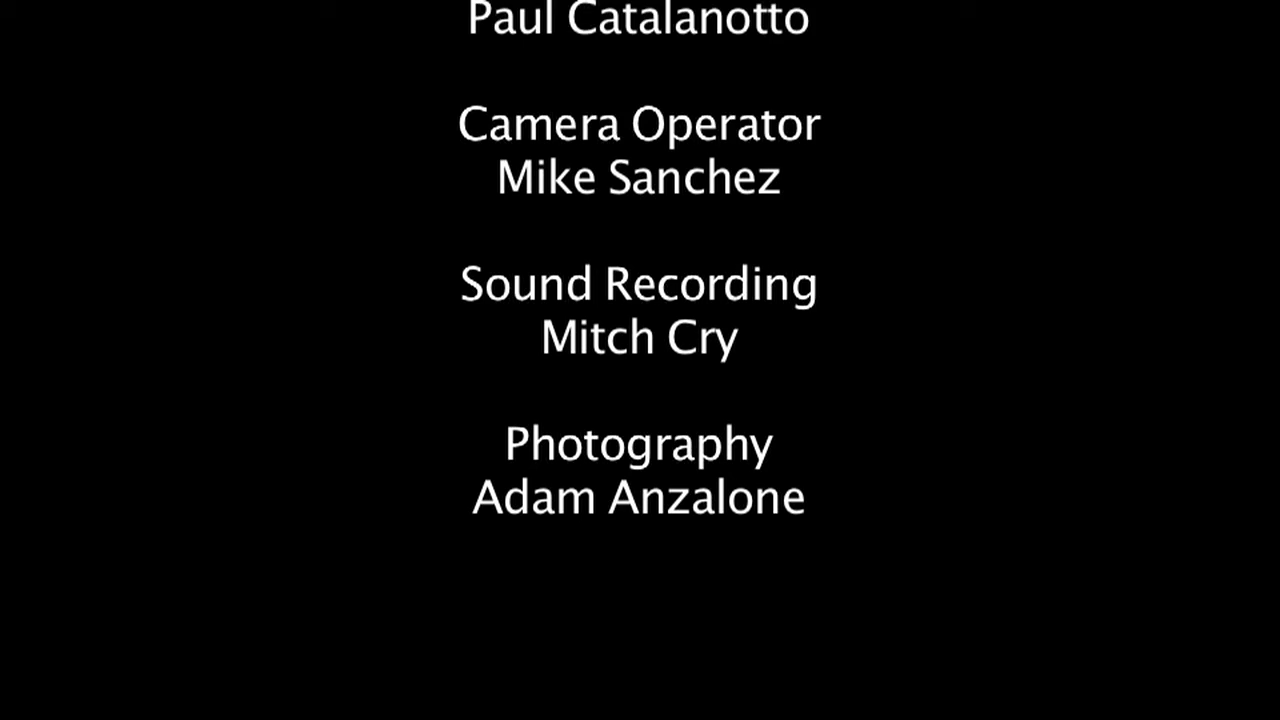 Paul Catalanotto
Camera Operator
Mike Sanchez
Sound Recording
Mitch Cry
Photography
Adam Anzalone